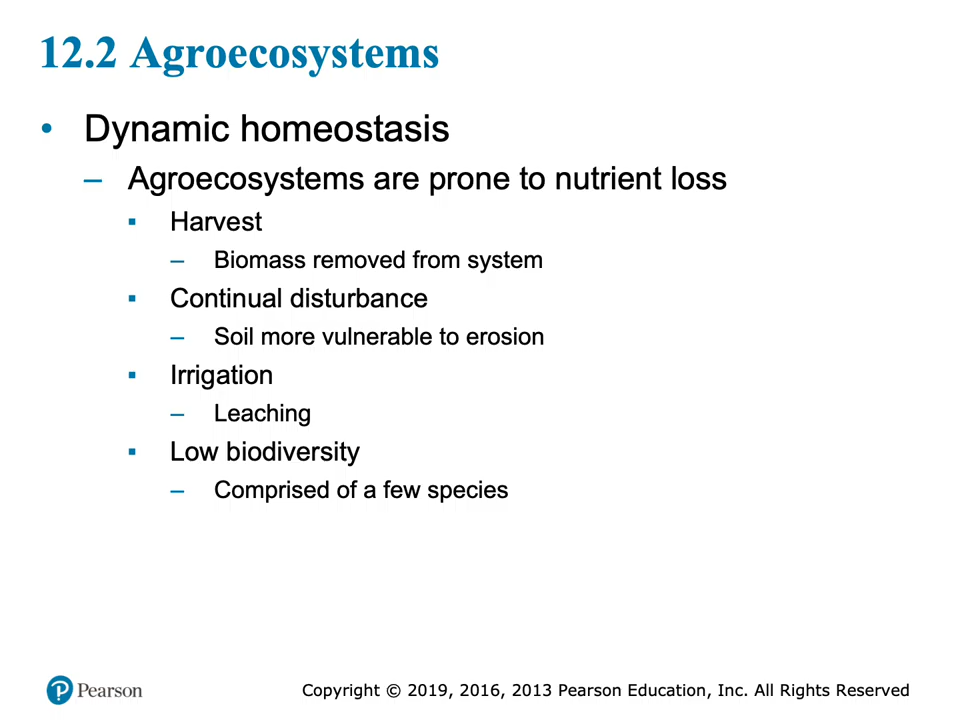 12.2 Agroecosystems
• Dynamic homeostasis
– Agroecosystems are prone to nutrient loss
▪ Harvest
– Biomass removed from system
▪ Continual disturbance
– Soil more vulnerable to erosion
▪ Irrigation
– Leaching
▪ Low biodiversity
– Comprised of a few species
Pearson
Copyright © 2019, 2016, 2013 Pearson Education, Inc. All Rights Reserved